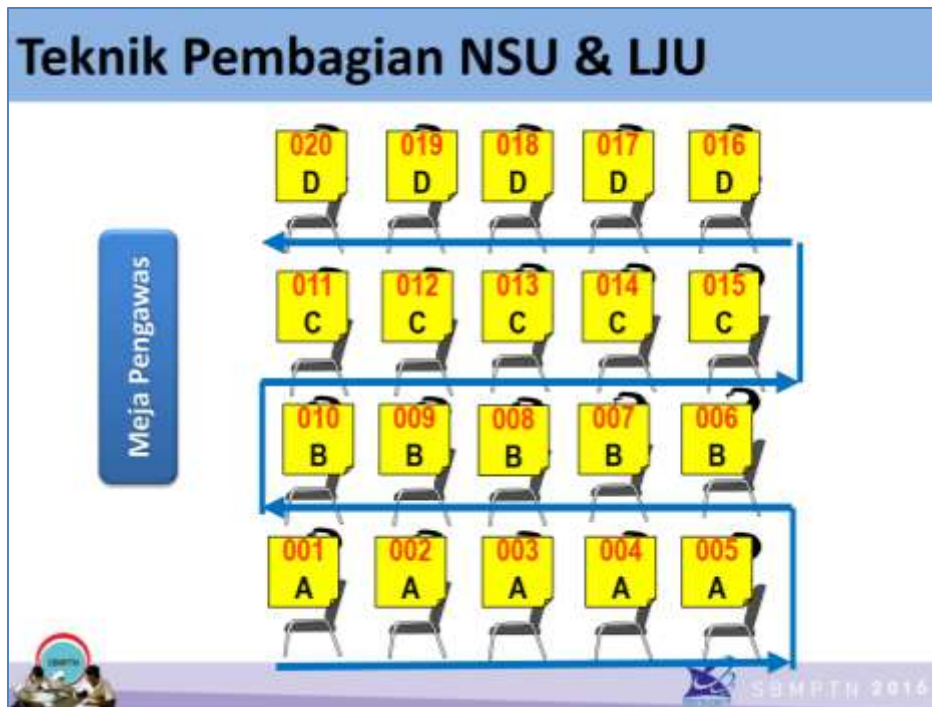 Teknik Pembagian NSU & LJU
020 019 018 017 016
D D D D D
Meja Pengawas
011 012 013 014 015
C C C C C
010 009 008 007 006
B B B B B
001 002 003 004 005
A A A A A
SBMPTN
SBMPTN 2016